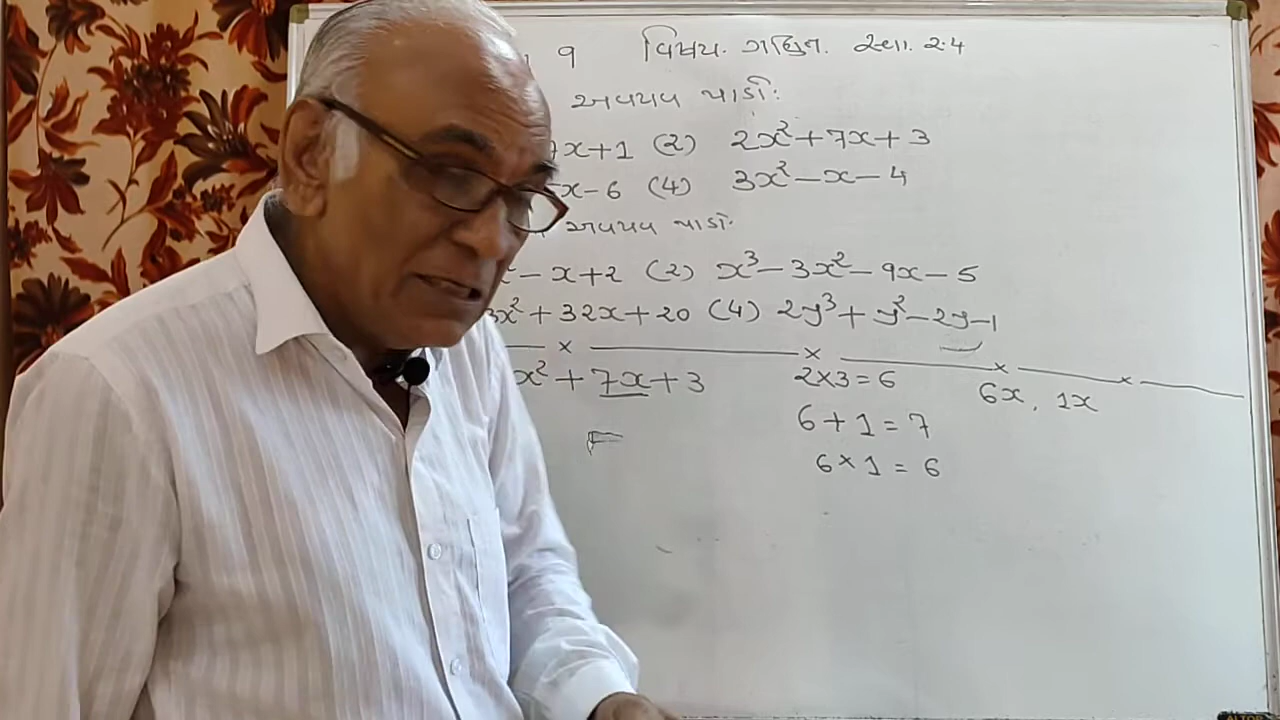 ૧ વિષય. ગણિત. સ્વા. 2.4
અવયવ પાડો:
7x+1 (2) 2x²+7x+3
x-6 (4) 3x²-x-4
અવયવ પાડો:
-x+2 (2) x³-3x²-9x-5
3x²+32x+20 (4) 2y³+y²-2y-1
x²+7x+3 2×3=6 6x, 1x
6+1=7
6×1=6